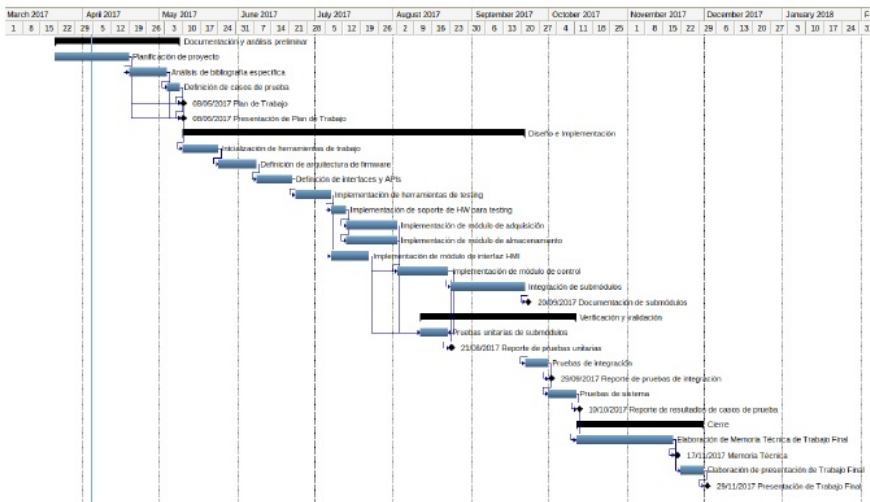 March 2017 April 2017 May 2017 June 2017 July 2017 August 2017 September 2017 October 2017 November 2017 December 2017 January 2018 F
1 8 15 22 29 5 12 19 26 3 10 17 24 31 7 14 21 28 5 12 19 26 2 9 16 23 30 6 13 20 27 4 11 18 25 1 8 15 22 29 6 13 20 27 3 10 17 24 31
Documentación y análisis preliminar
Planificación de proyecto
Análisis de bibliografía específica
Definición de casos de prueba
08/05/2017 Plan de Trabajo
08/05/2017 Presentación de Plan de Trabajo
Diseño e Implementación
Inicialización de herramientas de trabajo
Definición de arquitectura de firmware
Definición de interfaces y APIs
Implementación de herramientas de testing
Implementación de soporte de HW para testing
Implementación de módulo de adquisición
Implementación de módulo de almacenamiento
Implementación de módulo de interfaz HMI
Implementación de módulo de control
Integración de submódulos
20/09/2017 Documentación de submódulos
Verificación y validación
Pruebas unitarias de submódulos
21/08/2017 Reporte de pruebas unitarias
Pruebas de integración
29/09/2017 Reporte de pruebas de integración
Pruebas de sistema
10/10/2017 Reporte de resultados de casos de prueba
Cierre
Elaboración de Memoria Técnica de Trabajo Final
17/11/2017 Memoria Técnica
Elaboración de presentación de Trabajo Final
29/11/2017 Presentación de Trabajo Final